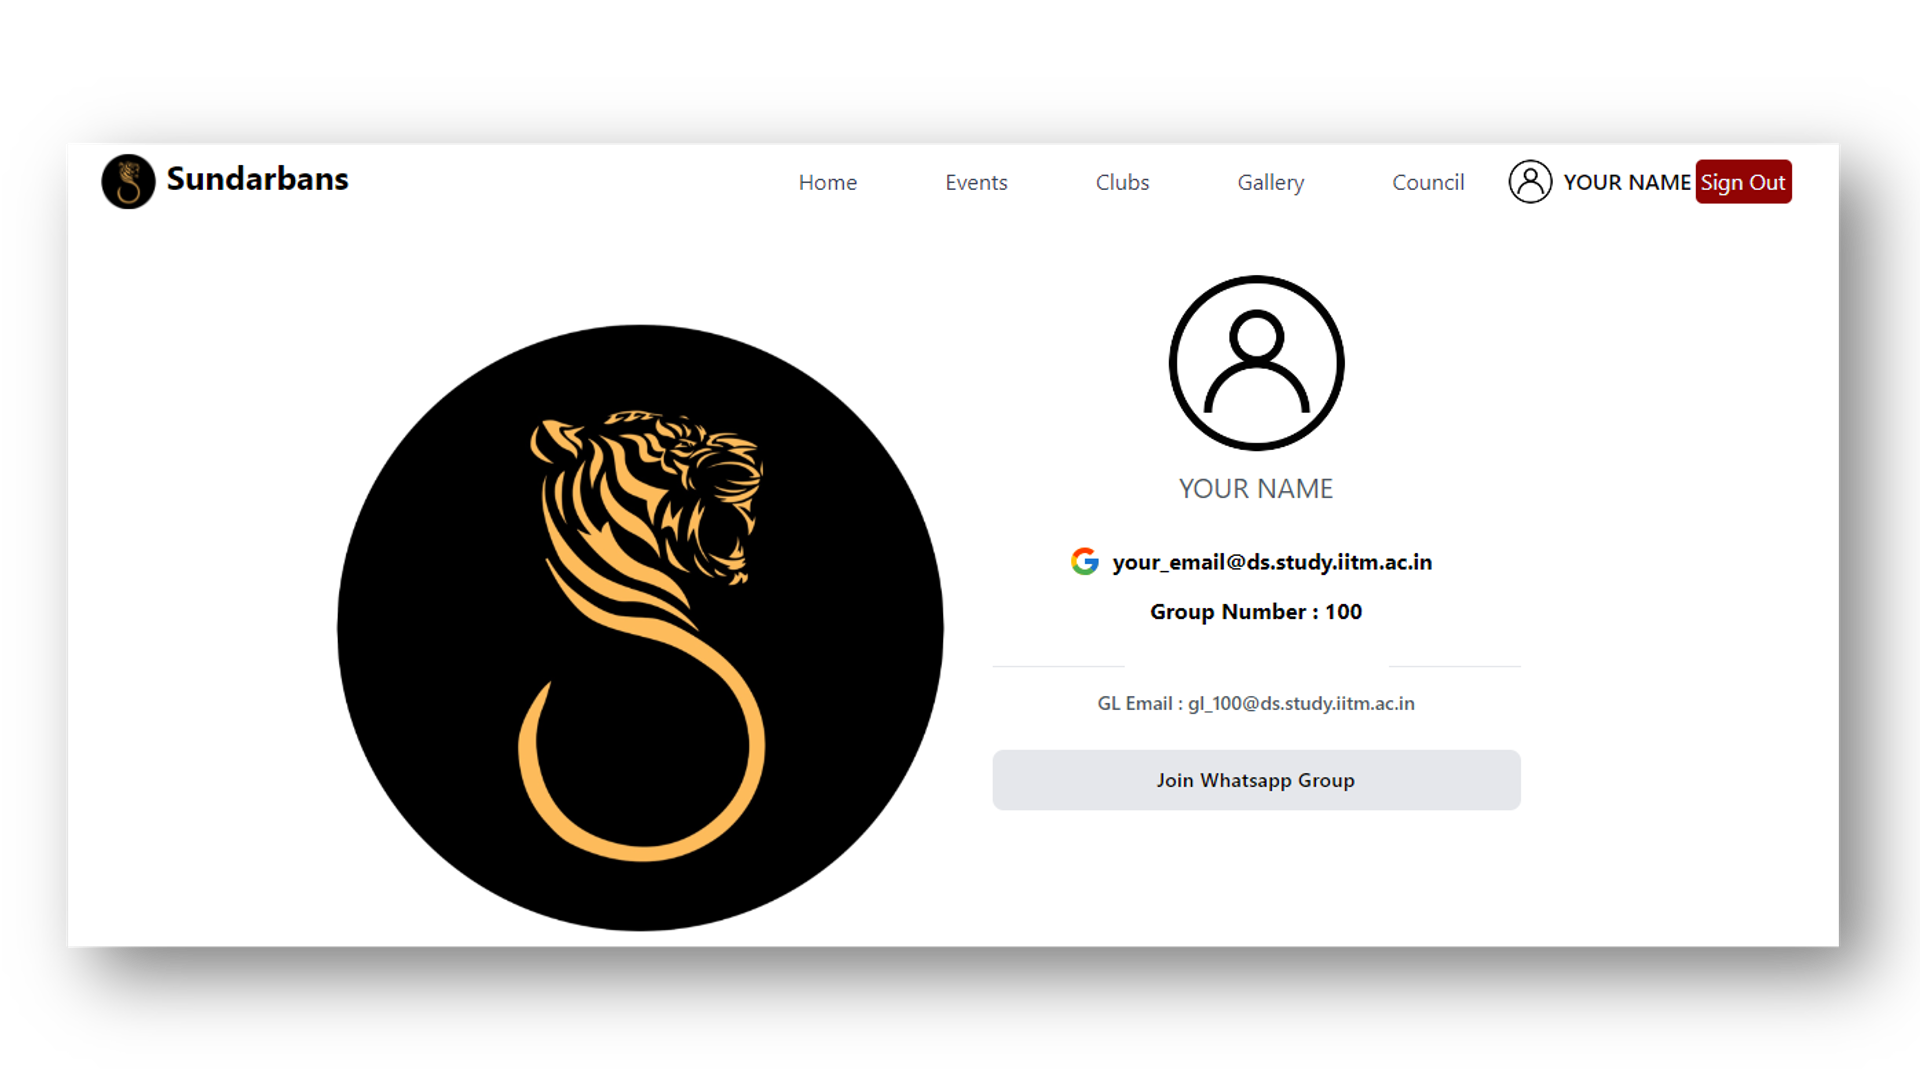 Sundarbans
Home Events Clubs Gallery Council YOUR NAME Sign Out
YOUR NAME
your_email@ds.study.iitm.ac.in
Group Number : 100
GL Email : gl_100@ds.study.iitm.ac.in
Join Whatsapp Group